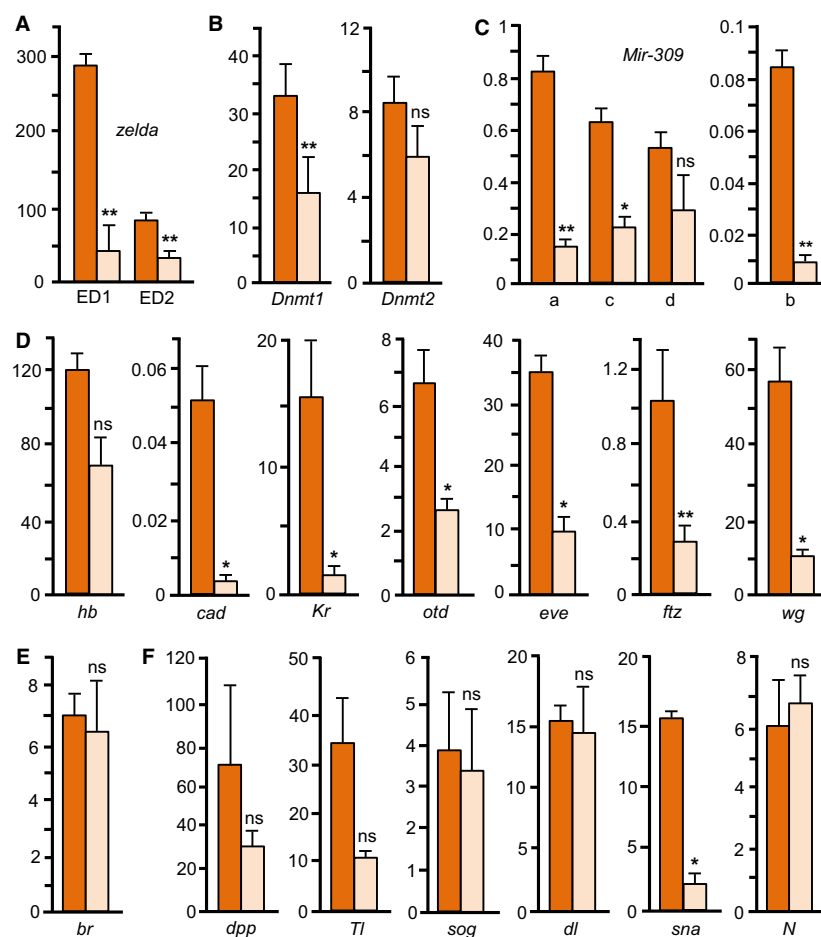 A
300
200
100
0
zelda
**
**
ED1
ED2
B
40
30
20
10
0
**
Dnmt1
12
8
4
0
ns
Dnmt2
C
Mir-309
1
0.8
0.6
0.4
0.2
0
**
*
ns
a
c
d
0.1
0.08
0.06
0.04
0.02
0
**
b
D
120
80
40
0
ns
hb
0.06
0.04
0.02
0
*
cad
20
10
0
*
Kr
8
6
4
2
0
*
otd
40
30
20
10
0
*
eve
1.2
0.8
0.4
0
**
ftz
60
40
20
0
*
wg
E
8
6
4
2
0
ns
br
F
120
100
80
60
40
20
0
ns
dpp
50
40
30
20
10
0
ns
Tl
6
5
4
3
2
1
0
ns
sog
20
15
10
5
0
ns
dl
20
15
10
5
0
*
sna
8
6
4
2
0
ns
N